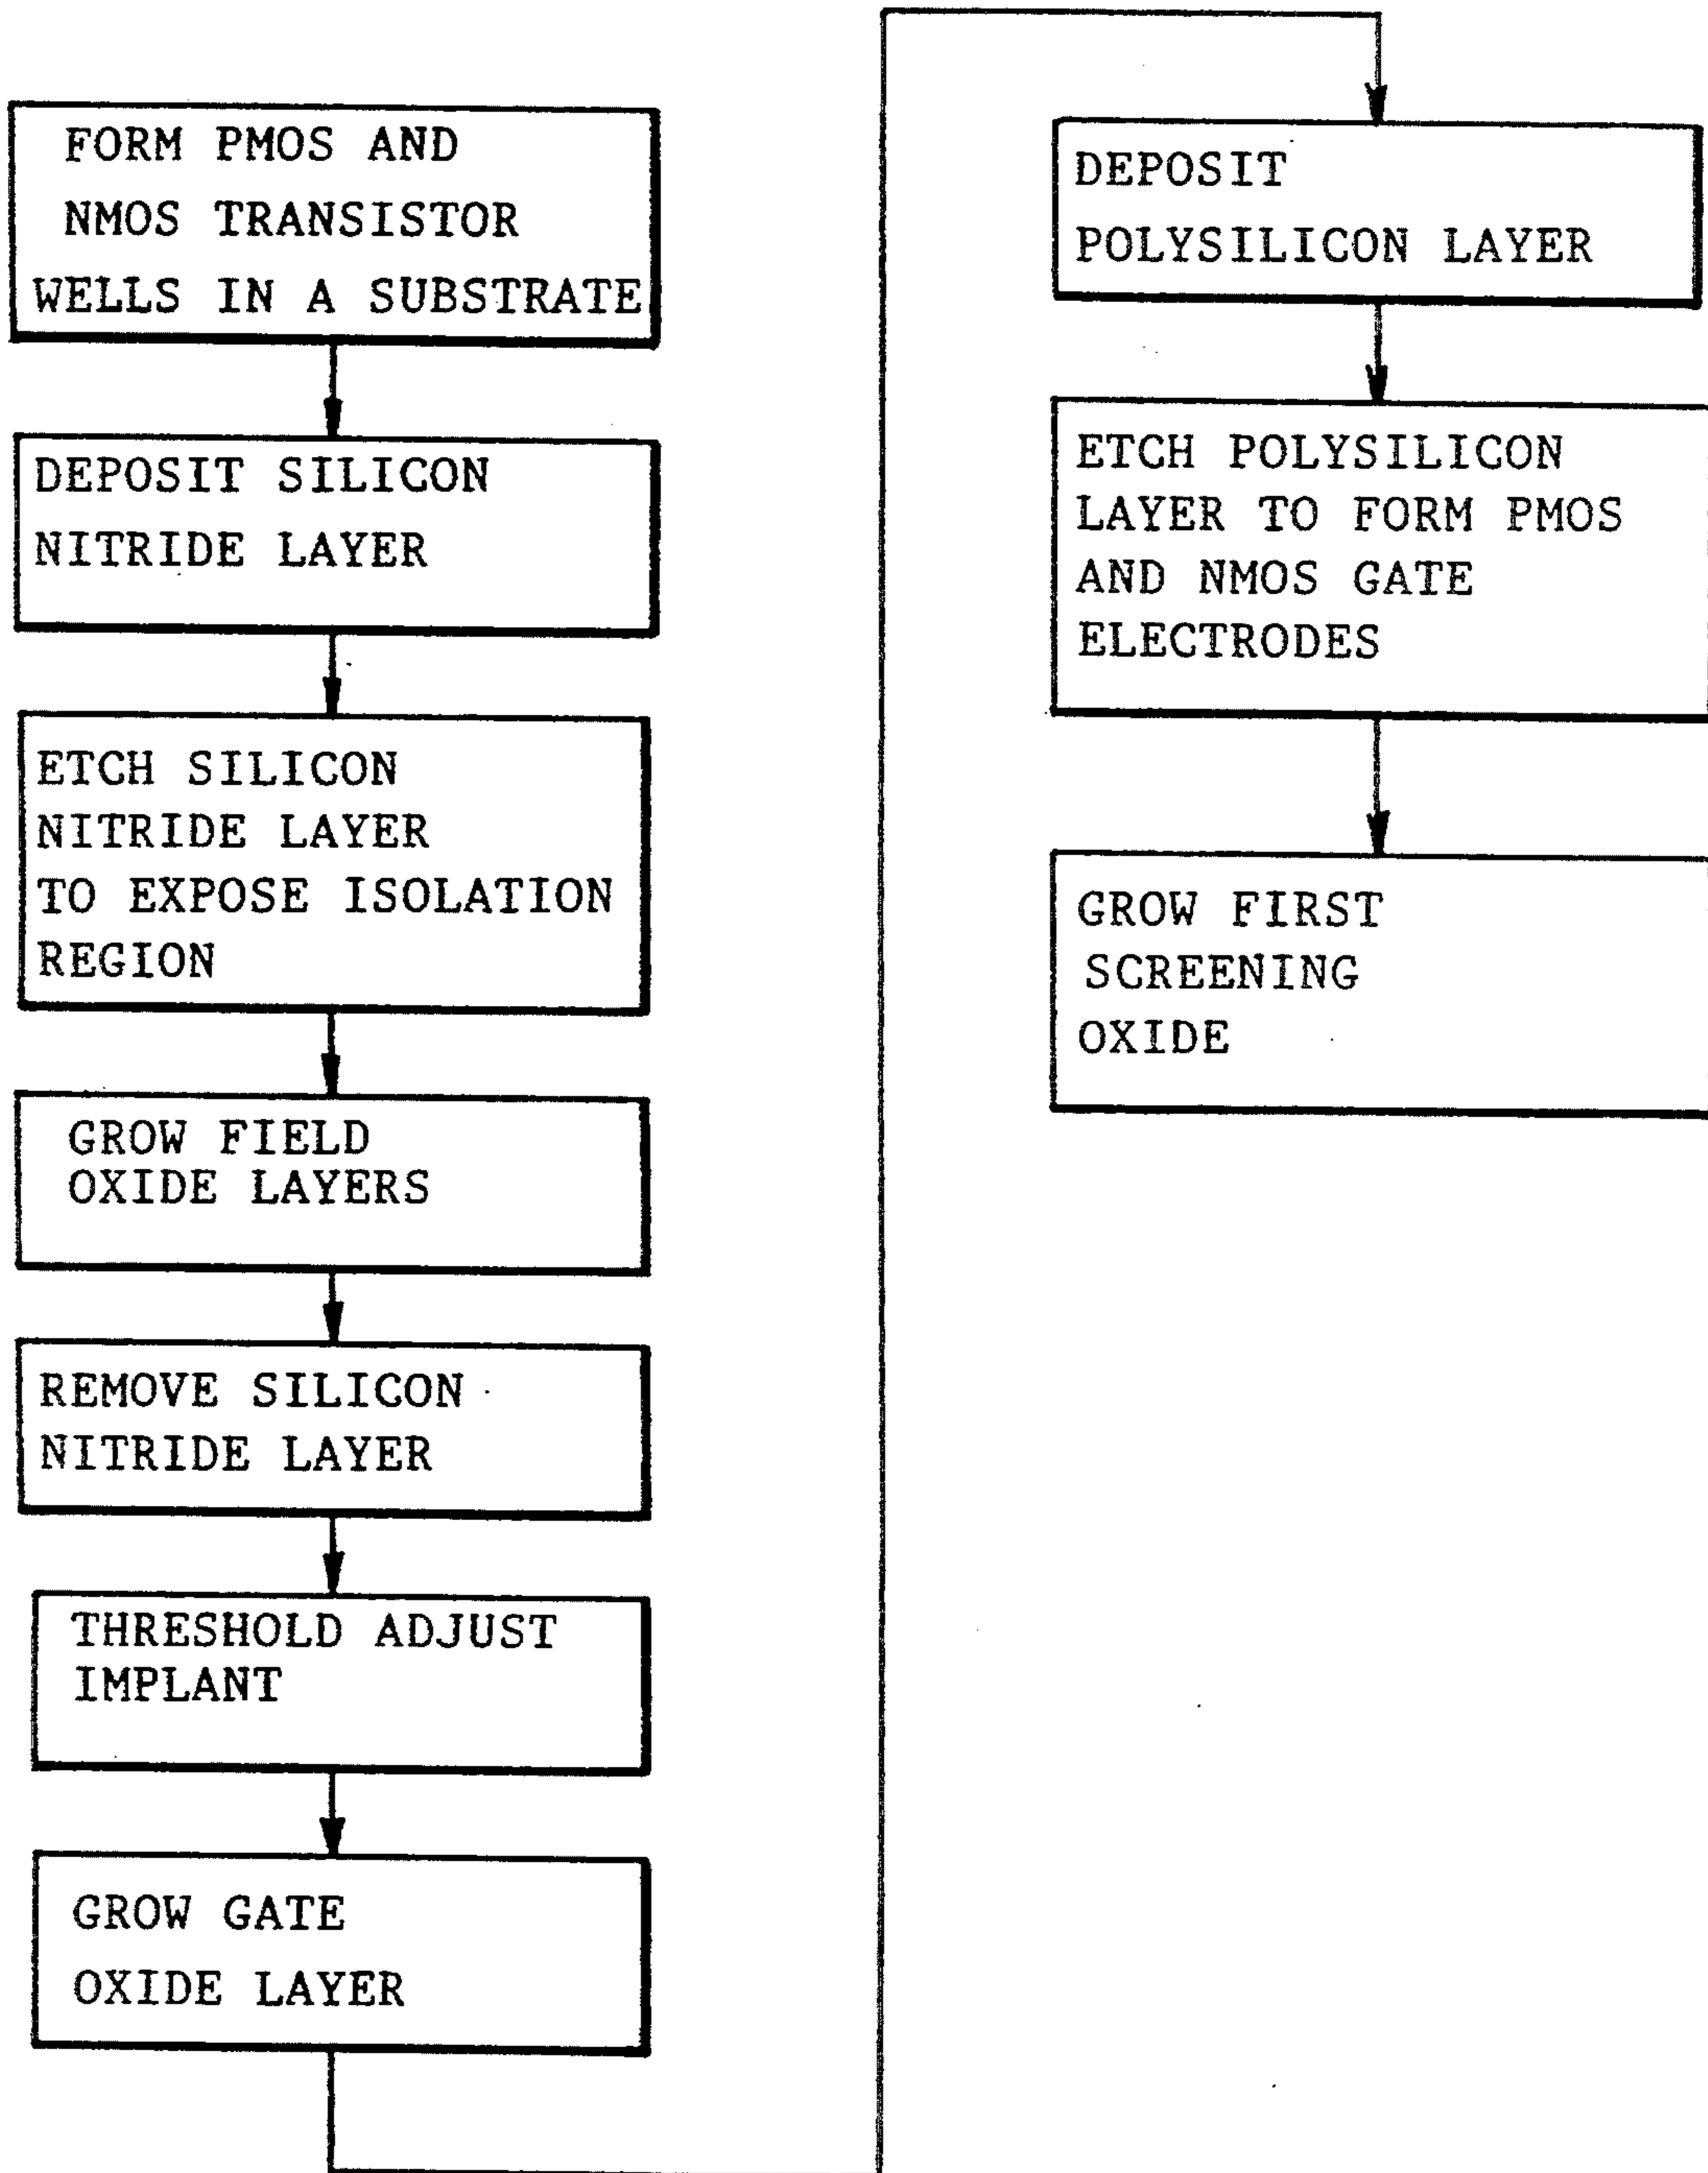 FORM PMOS AND
NMOS TRANSISTOR
WELLS IN A SUBSTRATE
DEPOSIT SILICON
NITRIDE LAYER
ETCH SILICON
NITRIDE LAYER
TO EXPOSE ISOLATION
REGION
GROW FIELD
OXIDE LAYERS
REMOVE SILICON
NITRIDE LAYER
THRESHOLD ADJUST
IMPLANT
GROW GATE
OXIDE LAYER
DEPOSIT
POLYSILICON LAYER
ETCH POLYSILICON
LAYER TO FORM PMOS
AND NMOS GATE
ELECTRODES
GROW FIRST
SCREENING
OXIDE